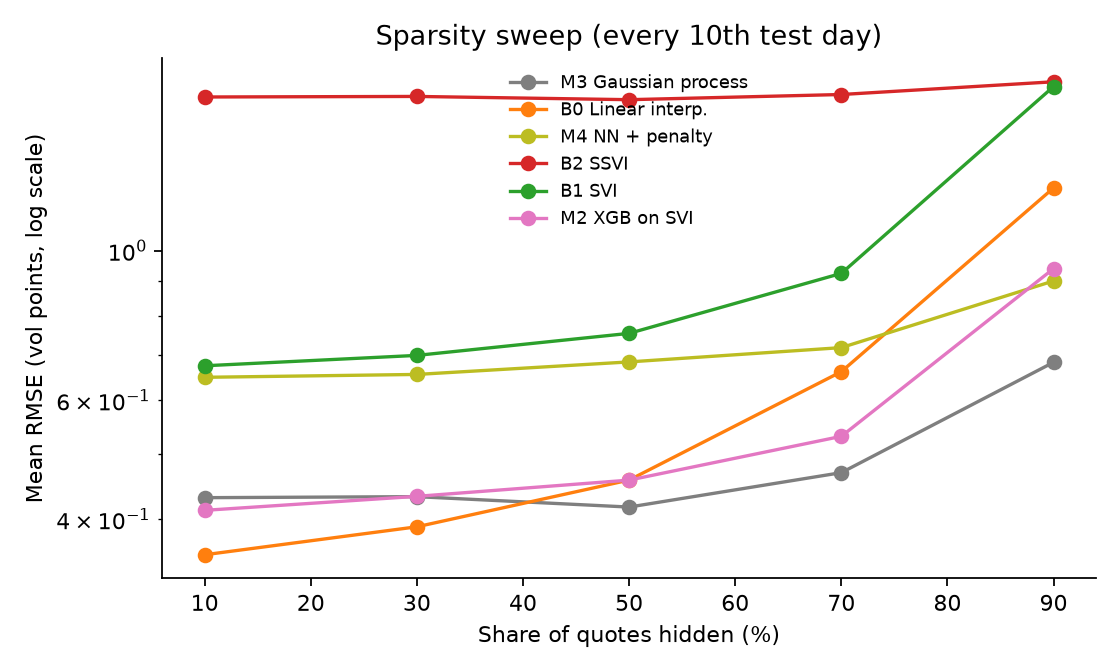 Sparsity sweep (every 10th test day)
M3 Gaussian process
B0 Linear interp.
M4 NN + penalty
B2 SSVI
B1 SVI
M2 XGB on SVI
Mean RMSE (vol points, log scale)
10⁰
6 × 10⁻¹
4 × 10⁻¹
10 20 30 40 50 60 70 80 90
Share of quotes hidden (%)